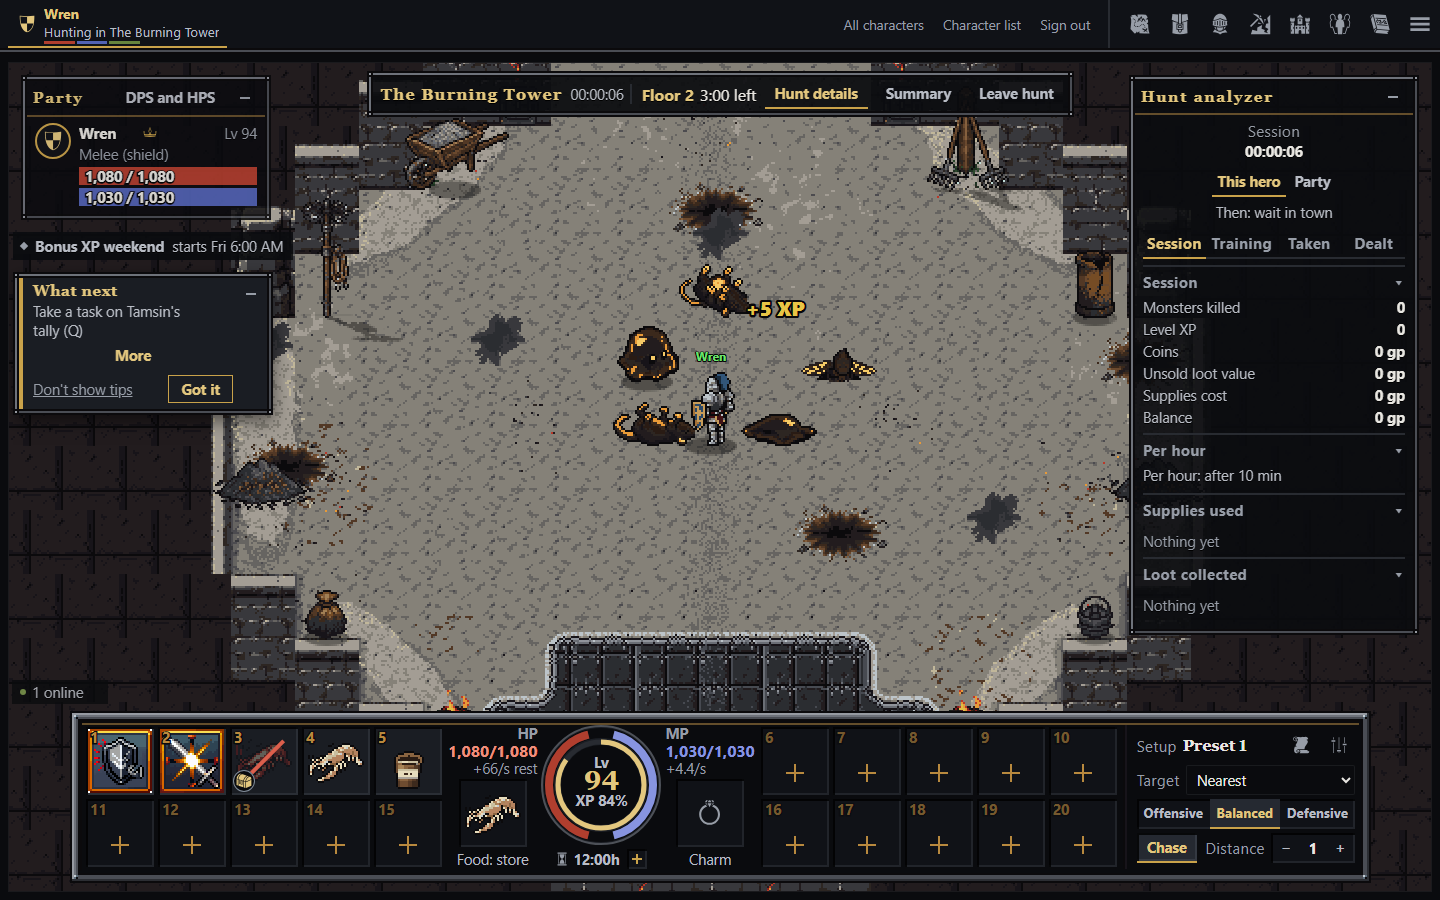 Wren
Hunting in The Burning Tower
All characters
Character list
Sign out
Party
DPS and HPS
Wren
Lv 94
Melee (shield)
1,080 / 1,080
1,030 / 1,030
Bonus XP weekend starts Fri 6:00 AM
What next
Take a task on Tamsin's
tally (Q)
More
Don't show tips
Got it
The Burning Tower 00:00:06
Floor 2 3:00 left
Hunt details
Summary
Leave hunt
+5 XP
Wren
Hunt analyzer
Session
00:00:06
This hero
Party
Then: wait in town
Session
Training
Taken
Dealt
Session
Monsters killed 0
Level XP 0
Coins 0 gp
Unsold loot value 0 gp
Supplies cost 0 gp
Balance 0 gp
Per hour
Per hour: after 10 min
Supplies used
Nothing yet
Loot collected
Nothing yet
1 online
1
2
3
4
5
11
12
13
14
15
HP
1,080/1,080
+66/s rest
Food: store
Lv
94
XP 84%
12:00h +
MP
1,030/1,030
+4.4/s
Charm
6
7
8
9
10
16
17
18
19
20
Setup Preset 1
Target Nearest
Offensive
Balanced
Defensive
Chase
Distance
− 1 +